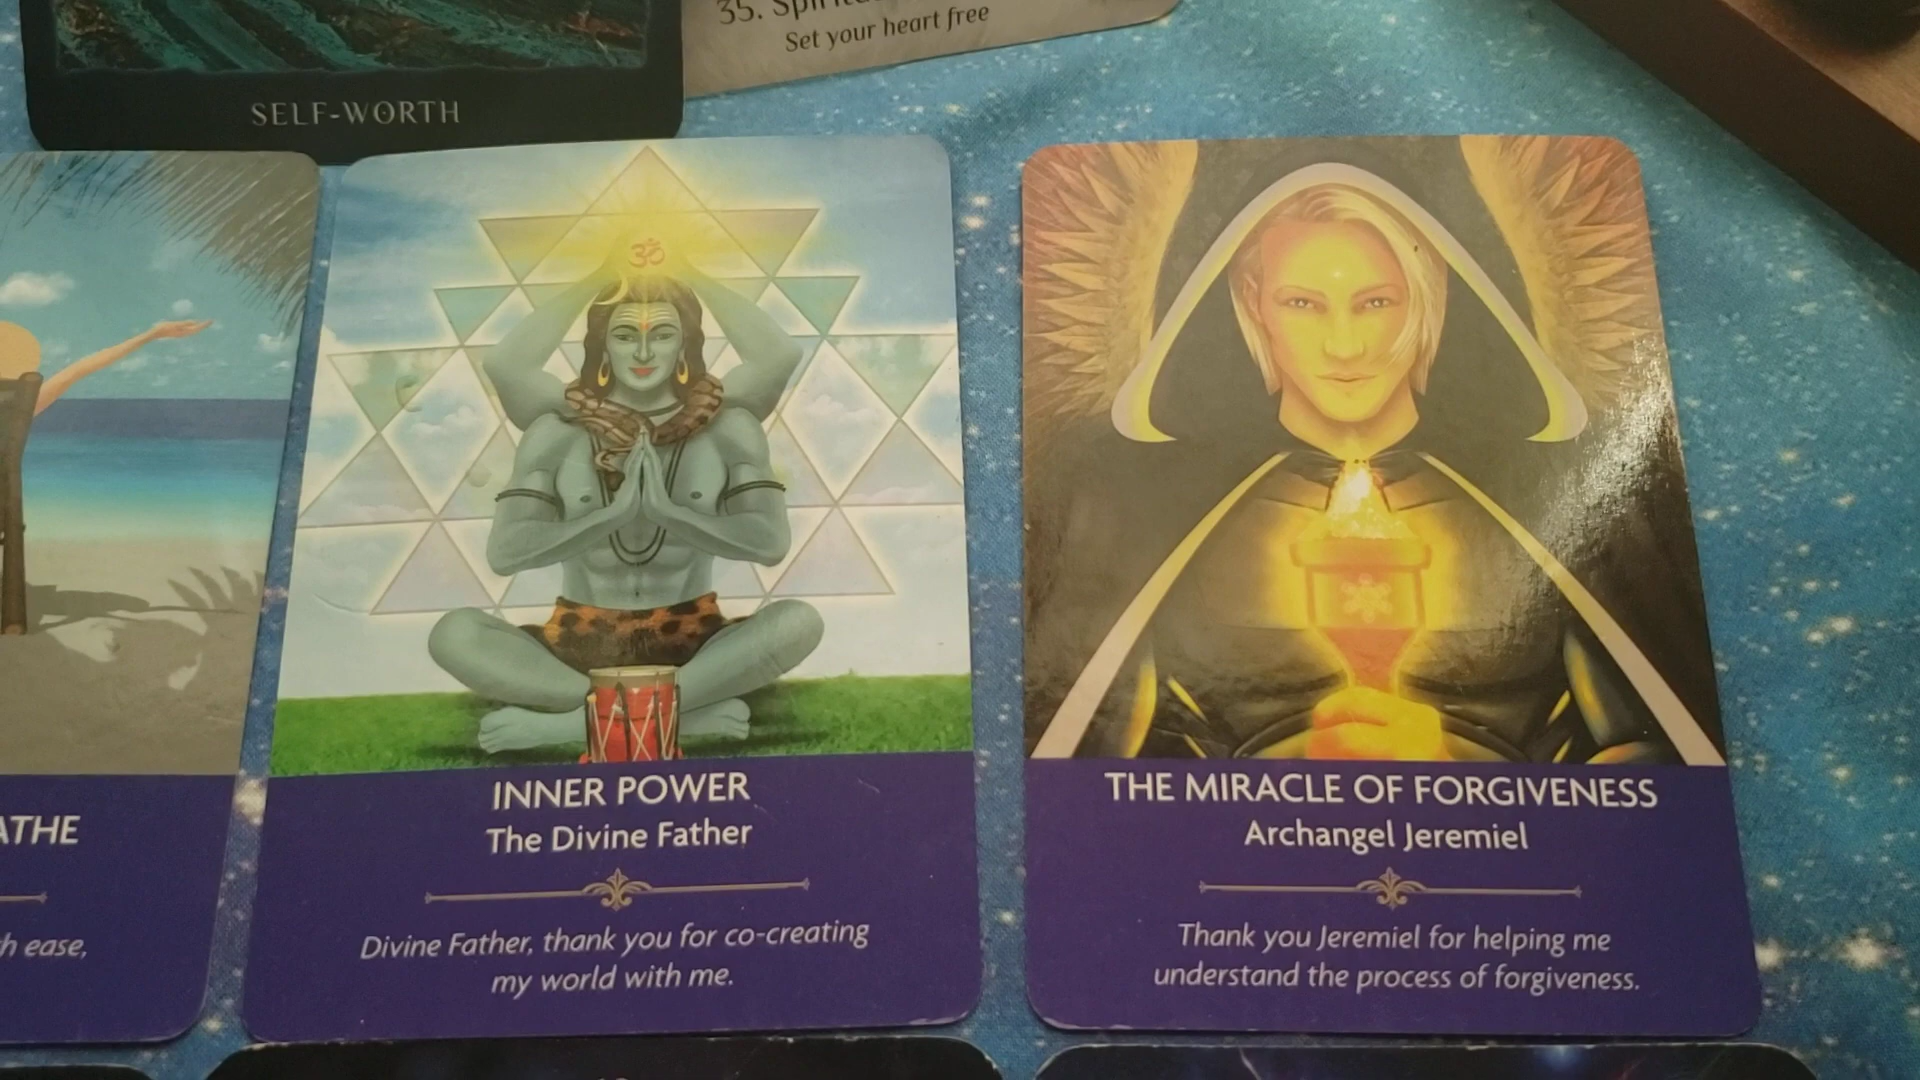 35.
Set your heart free
SELF-WORTH
ॐ
INNER POWER
The Divine Father
Divine Father, thank you for co-creating
my world with me.
THE MIRACLE OF FORGIVENESS
Archangel Jeremiel
Thank you Jeremiel for helping me
understand the process of forgiveness.
ease,